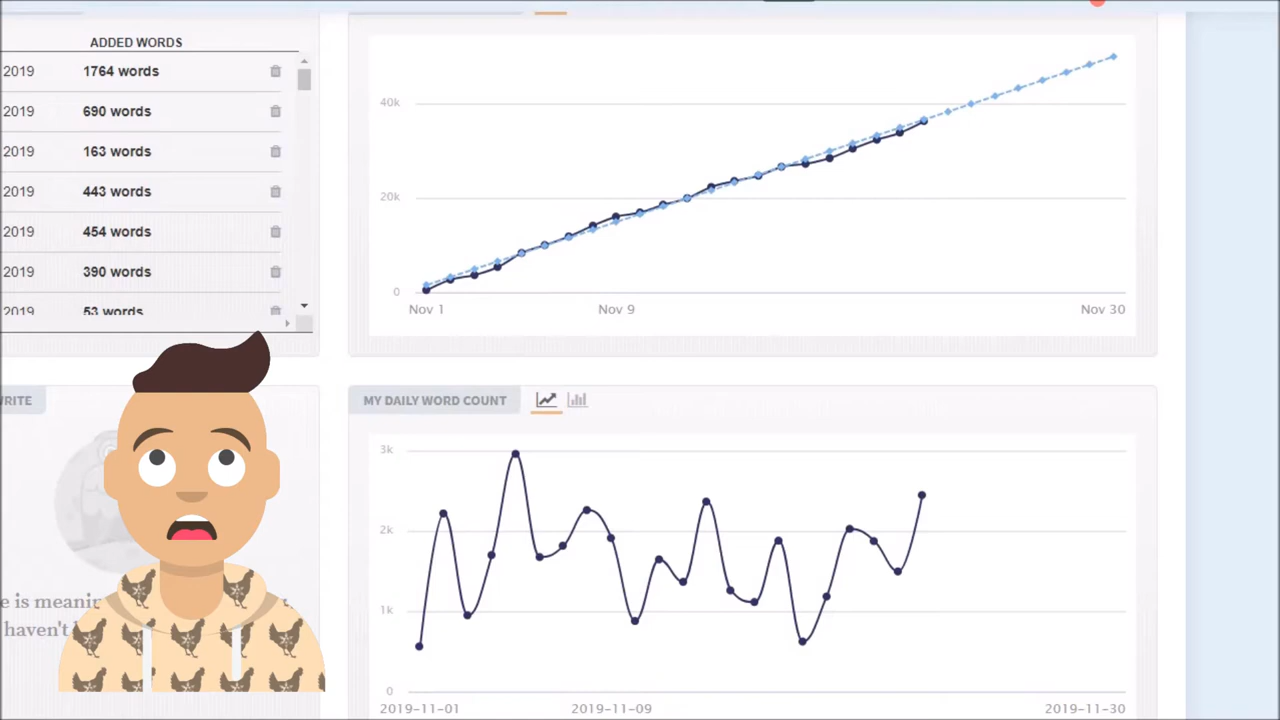 ADDED WORDS
2019 1764 words
2019 690 words
2019 163 words
2019 443 words
2019 454 words
2019 390 words
2019 53 words
40k
20k
0
Nov 1 Nov 9 Nov 30
WRITE
MY DAILY WORD COUNT
3k
2k
1k
0
2019-11-01 2019-11-09 2019-11-30
e is meanin
haven't